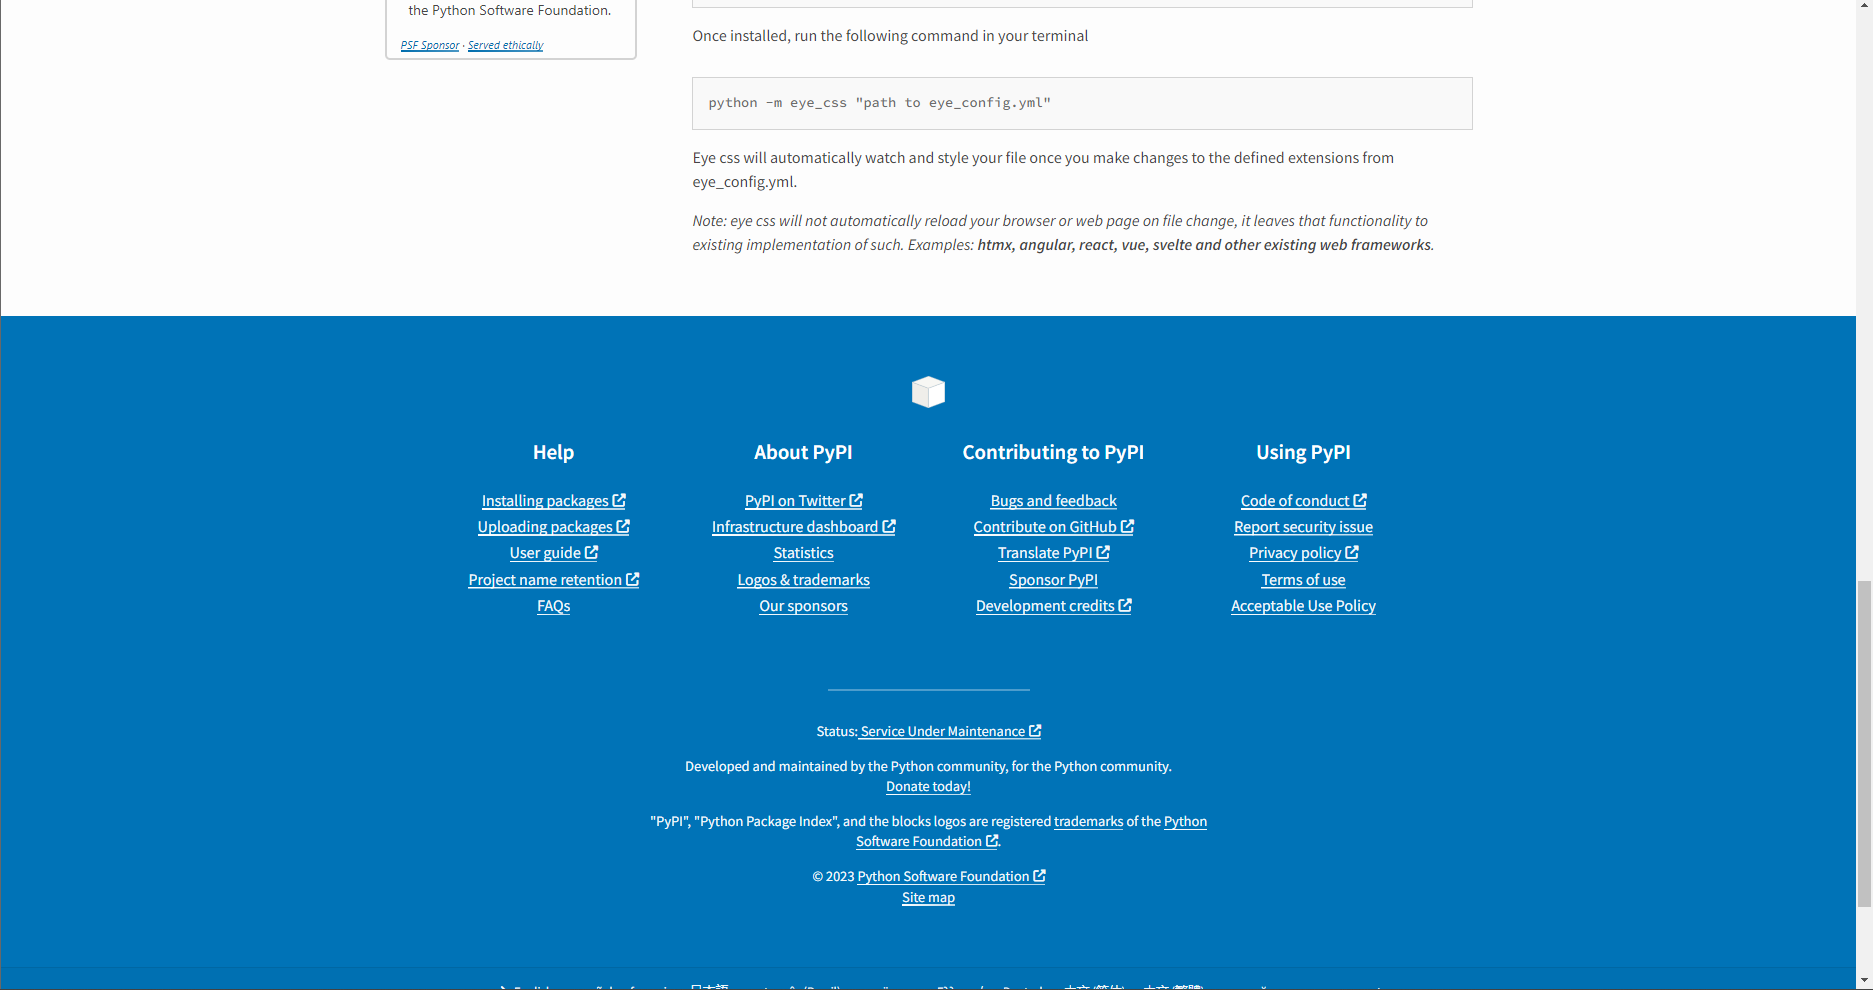 the Python Software Foundation.
PSF Sponsor · Served ethically
Once installed, run the following command in your terminal
python -m eye_css "path to eye_config.yml"
Eye css will automatically watch and style your file once you make changes to the defined extensions from
eye_config.yml.
Note: eye css will not automatically reload your browser or web page on file change, it leaves that functionality to
existing implementation of such. Examples: htmx, angular, react, vue, svelte and other existing web frameworks.
Help
Installing packages
Uploading packages
User guide
Project name retention
FAQs
About PyPI
PyPI on Twitter
Infrastructure dashboard
Statistics
Logos & trademarks
Our sponsors
Contributing to PyPI
Bugs and feedback
Contribute on GitHub
Translate PyPI
Sponsor PyPI
Development credits
Using PyPI
Code of conduct
Report security issue
Privacy policy
Terms of use
Acceptable Use Policy
Status: Service Under Maintenance
Developed and maintained by the Python community, for the Python community.
Donate today!
"PyPI", "Python Package Index", and the blocks logos are registered trademarks of the Python
Software Foundation.
© 2023 Python Software Foundation
Site map